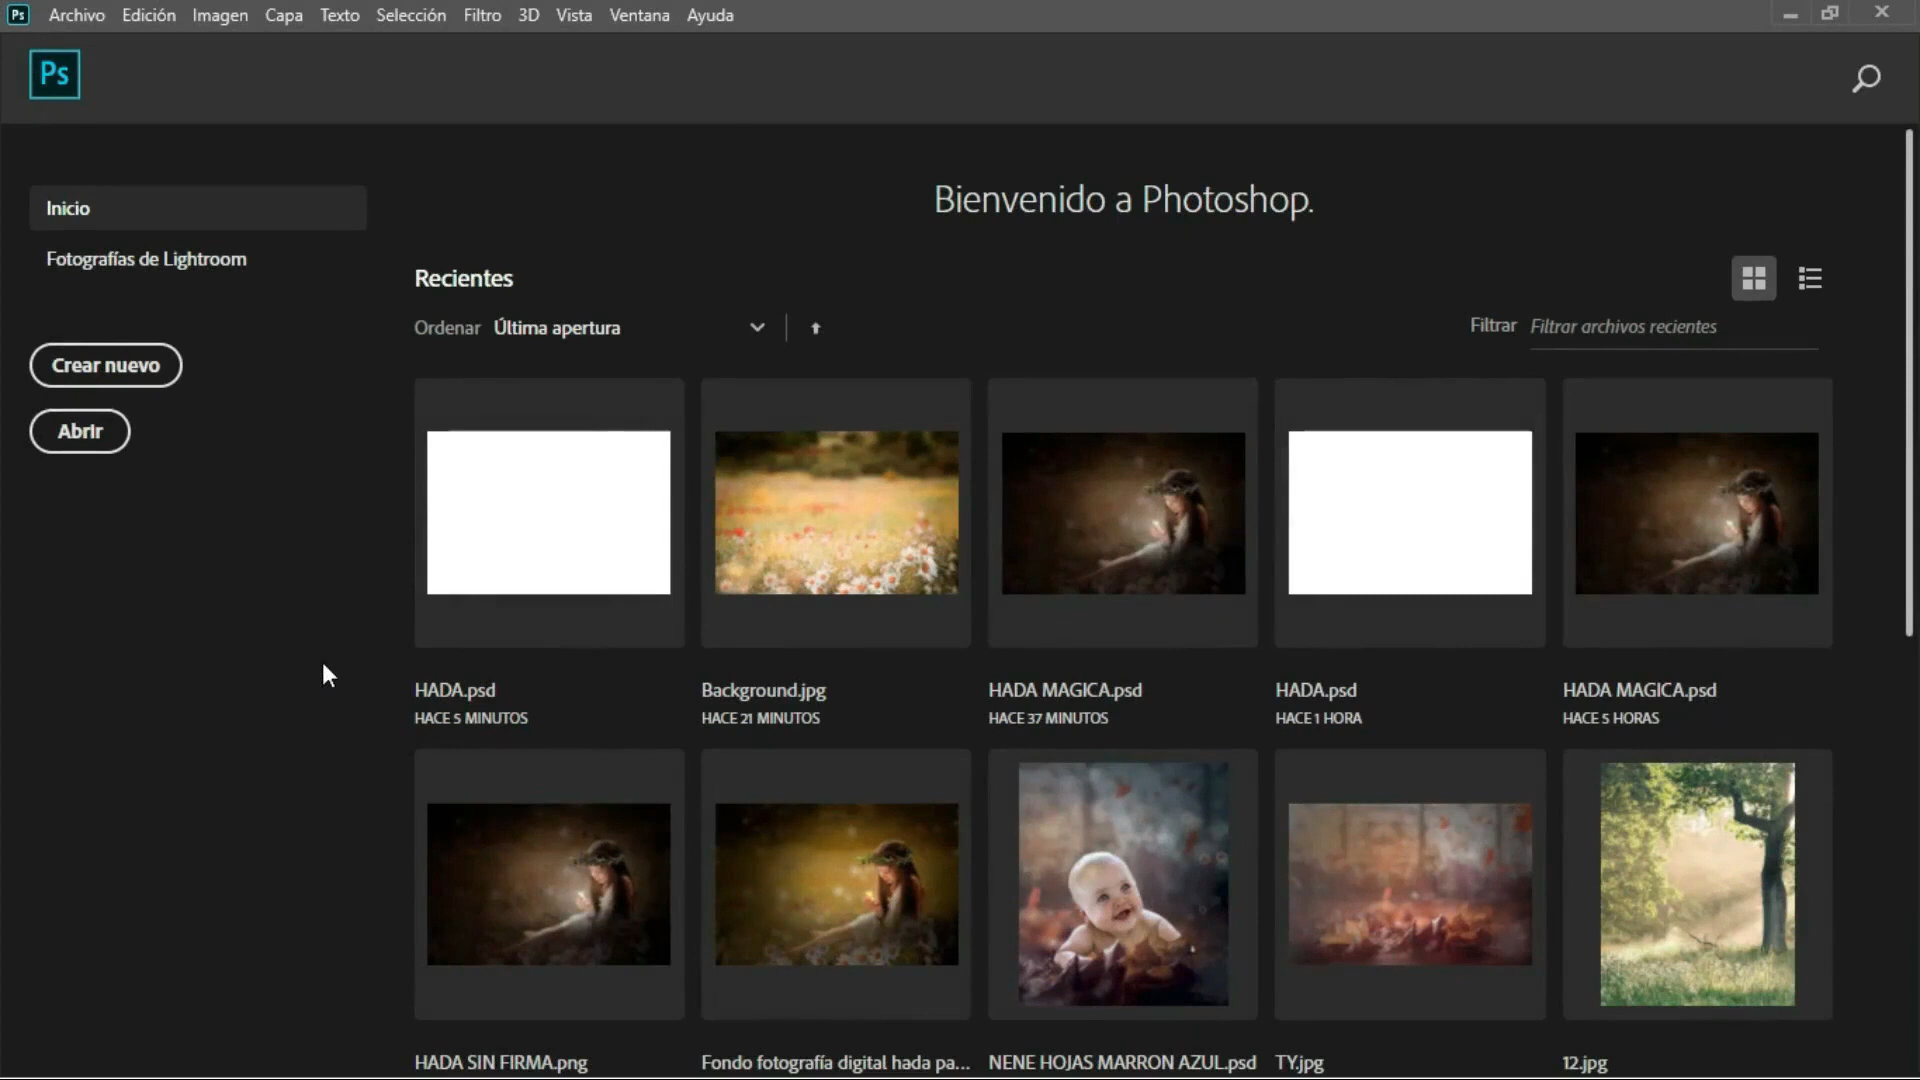 Ps Archivo Edición Imagen Capa Texto Selección Filtro 3D Vista Ventana Ayuda
Ps
Inicio
Fotografías de Lightroom
Crear nuevo
Abrir
Bienvenido a Photoshop.
Recientes
Ordenar Última apertura
Filtrar Filtrar archivos recientes
HADA.psd
HACE 5 MINUTOS
Background.jpg
HACE 21 MINUTOS
HADA MAGICA.psd
HACE 37 MINUTOS
HADA.psd
HACE 1 HORA
HADA MAGICA.psd
HACE 5 HORAS
HADA SIN FIRMA.png
Fondo fotografía digital hada pa...
NENE HOJAS MARRON AZUL.psd
TY.jpg
12.jpg